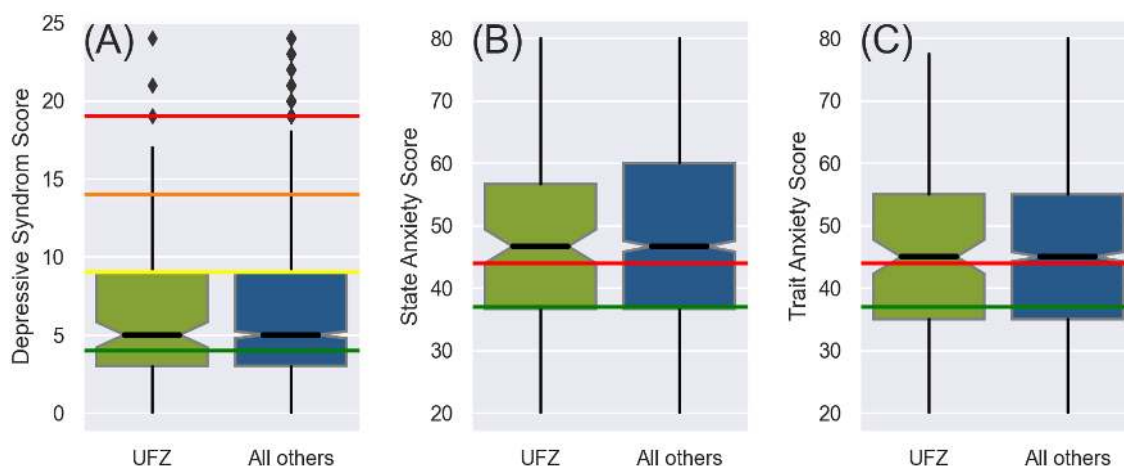 (A)
Depressive Syndrom Score
25
20
15
10
5
0
UFZ All others
(B)
State Anxiety Score
80
70
60
50
40
30
20
UFZ All others
(C)
Trait Anxiety Score
80
70
60
50
40
30
20
UFZ All others